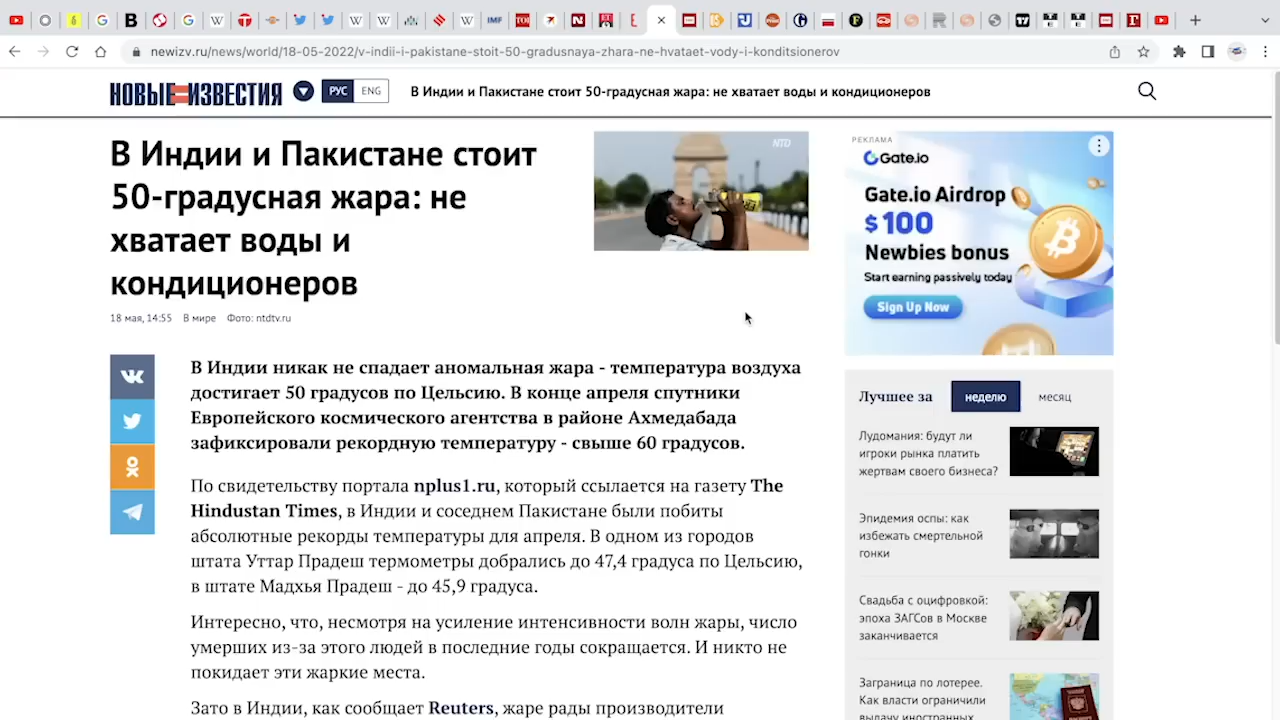 newizv.ru/news/world/18-05-2022/v-indii-i-pakistane-stoit-50-gradusnaya-zhara-ne-hvataet-vody-i-konditsionerov
НОВЫЕ ИЗВЕСТИЯ
РУС ENG
В Индии и Пакистане стоит 50-градусная жара: не хватает воды и кондиционеров
В Индии и Пакистане стоит
50-градусная жара: не
хватает воды и
кондиционеров
18 мая, 14:55 В мире Фото: ntdtv.ru
NTD
В Индии никак не спадает аномальная жара - температура воздуха
достигает 50 градусов по Цельсию. В конце апреля спутники
Европейского космического агентства в районе Ахмедабада
зафиксировали рекордную температуру - свыше 60 градусов.
По свидетельству портала nplus1.ru, который ссылается на газету The
Hindustan Times, в Индии и соседнем Пакистане были побиты
абсолютные рекорды температуры для апреля. В одном из городов
штата Уттар Прадеш термометры добрались до 47,4 градуса по Цельсию,
в штате Мадхья Прадеш - до 45,9 градуса.
Интересно, что, несмотря на усиление интенсивности волн жары, число
умерших из-за этого людей в последние годы сокращается. И никто не
покидает эти жаркие места.
Зато в Индии, как сообщает Reuters, жаре рады производители
РЕКЛАМА
Gate.io
Gate.io Airdrop
$100
Newbies bonus
Start earning passively today
Sign Up Now
Лучшее за неделю месяц
Лудомания: будут ли
игроки рынка платить
жертвам своего бизнеса?
Эпидемия оспы: как
избежать смертельной
гонки
Свадьба с оцифровкой:
эпоха ЗАГСов в Москве
заканчивается
Заграница по лотерее.
Как власти ограничили
выдачу иностранных